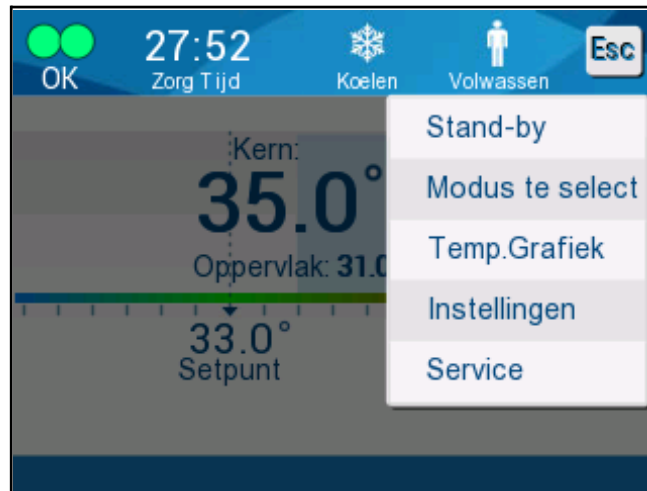 OK
27:52
Zorg Tijd
Koelen
Volwassen
Esc
Kern:
35.0°
Oppervlak: 31.0
33.0°
Setpunt
Stand-by
Modus te select
Temp.Grafiek
Instellingen
Service